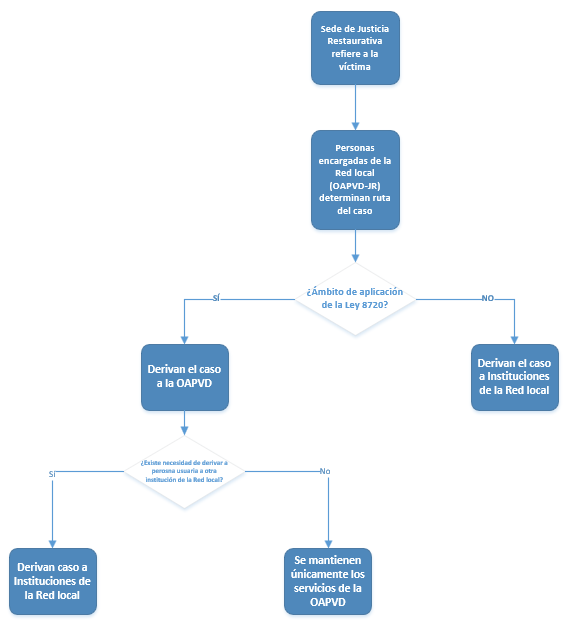 Sede de Justicia
Restaurativa
refiere a la
víctima
Personas
encargadas de la
Red local
(OAPVD-JR)
determinan ruta
del caso
¿Ámbito de aplicación
de la Ley 8720?
SÍ
NO
Derivan el caso
a la OAPVD
Derivan el caso
a Instituciones
de la Red local
¿Existe necesidad de derivar a
perosna usuaria a otra
institución de la Red local?
Sí
No
Derivan caso a
Instituciones de
la Red local
Se mantienen
únicamente los
servicios de la
OAPVD